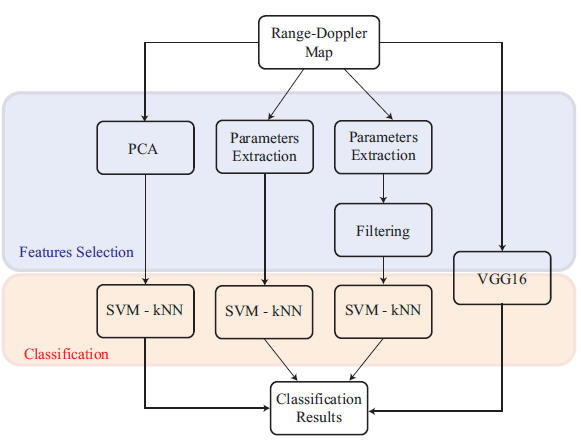 Range-Doppler
Map
PCA
Parameters
Extraction
Parameters
Extraction
Filtering
Features Selection
VGG16
SVM - kNN
SVM - kNN
SVM - kNN
Classification
Classification
Results